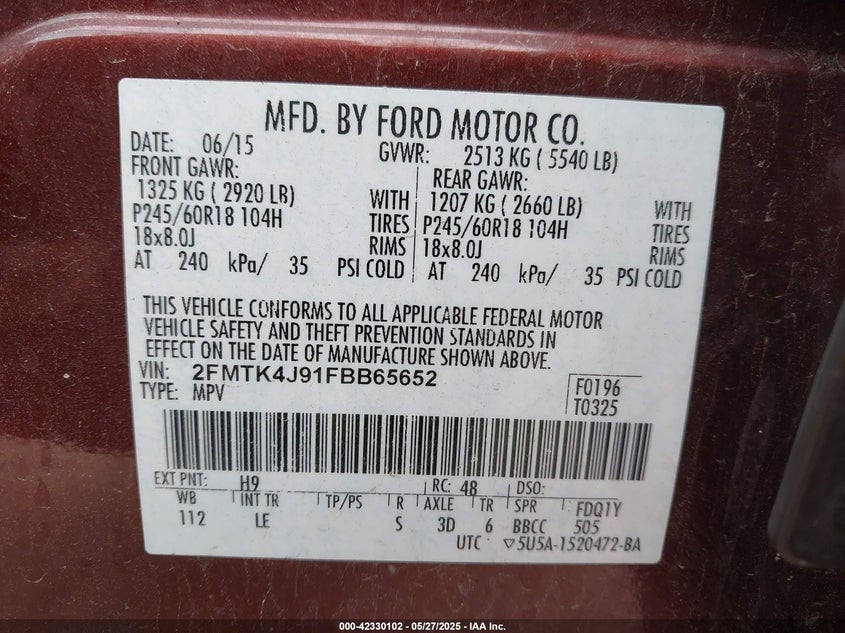 MFD. BY FORD MOTOR CO.
DATE: 06/15 GVWR: 2513 KG ( 5540 LB)
FRONT GAWR: REAR GAWR:
1325 KG ( 2920 LB) WITH 1207 KG ( 2660 LB) WITH
P245/60R18 104H TIRES P245/60R18 104H TIRES
18x8.0J RIMS 18x8.0J RIMS
AT 240 kPa/ 35 PSI COLD AT 240 kPa/ 35 PSI COLD
THIS VEHICLE CONFORMS TO ALL APPLICABLE FEDERAL MOTOR
VEHICLE SAFETY AND THEFT PREVENTION STANDARDS IN
EFFECT ON THE DATE OF MANUFACTURE SHOWN ABOVE.
VIN: 2FMTK4J91FBB65652 F0196
TYPE: MPV T0325
EXT PNT: H9 RC: 48 DSO:
WB INT TR TP/PS R AXLE TR SPR FDQ1Y
112 LE S 3D 6 BBCC 505
UTC ▽5U5A-1520472-BA
000-42330102 - 05/27/2025 - IAA Inc.